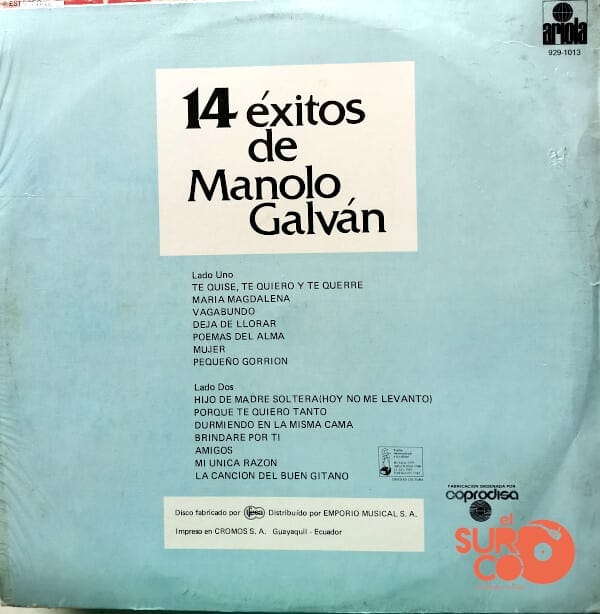 ariola
929-1013
14 éxitos
de
Manolo
Galván
Lado Uno
TE QUISE, TE QUIERO Y TE QUERRE
MARIA MAGDALENA
VAGABUNDO
DEJA DE LLORAR
POEMAS DEL ALMA
MUJER
PEQUEÑO GORRION
Lado Dos
HIJO DE MADRE SOLTERA(HOY NO ME LEVANTO)
PORQUE TE QUIERO TANTO
DURMIENDO EN LA MISMA CAMA
BRINDARE POR TI
AMIGOS
MI UNICA RAZON
LA CANCION DEL BUEN GITANO
FABRICACION ORDENADA POR
coprodisa
Disco fabricado por ifesa Distribuído por EMPORIO MUSICAL S. A.
Impreso en CROMOS S. A. Guayaquil - Ecuador
el
SURCO